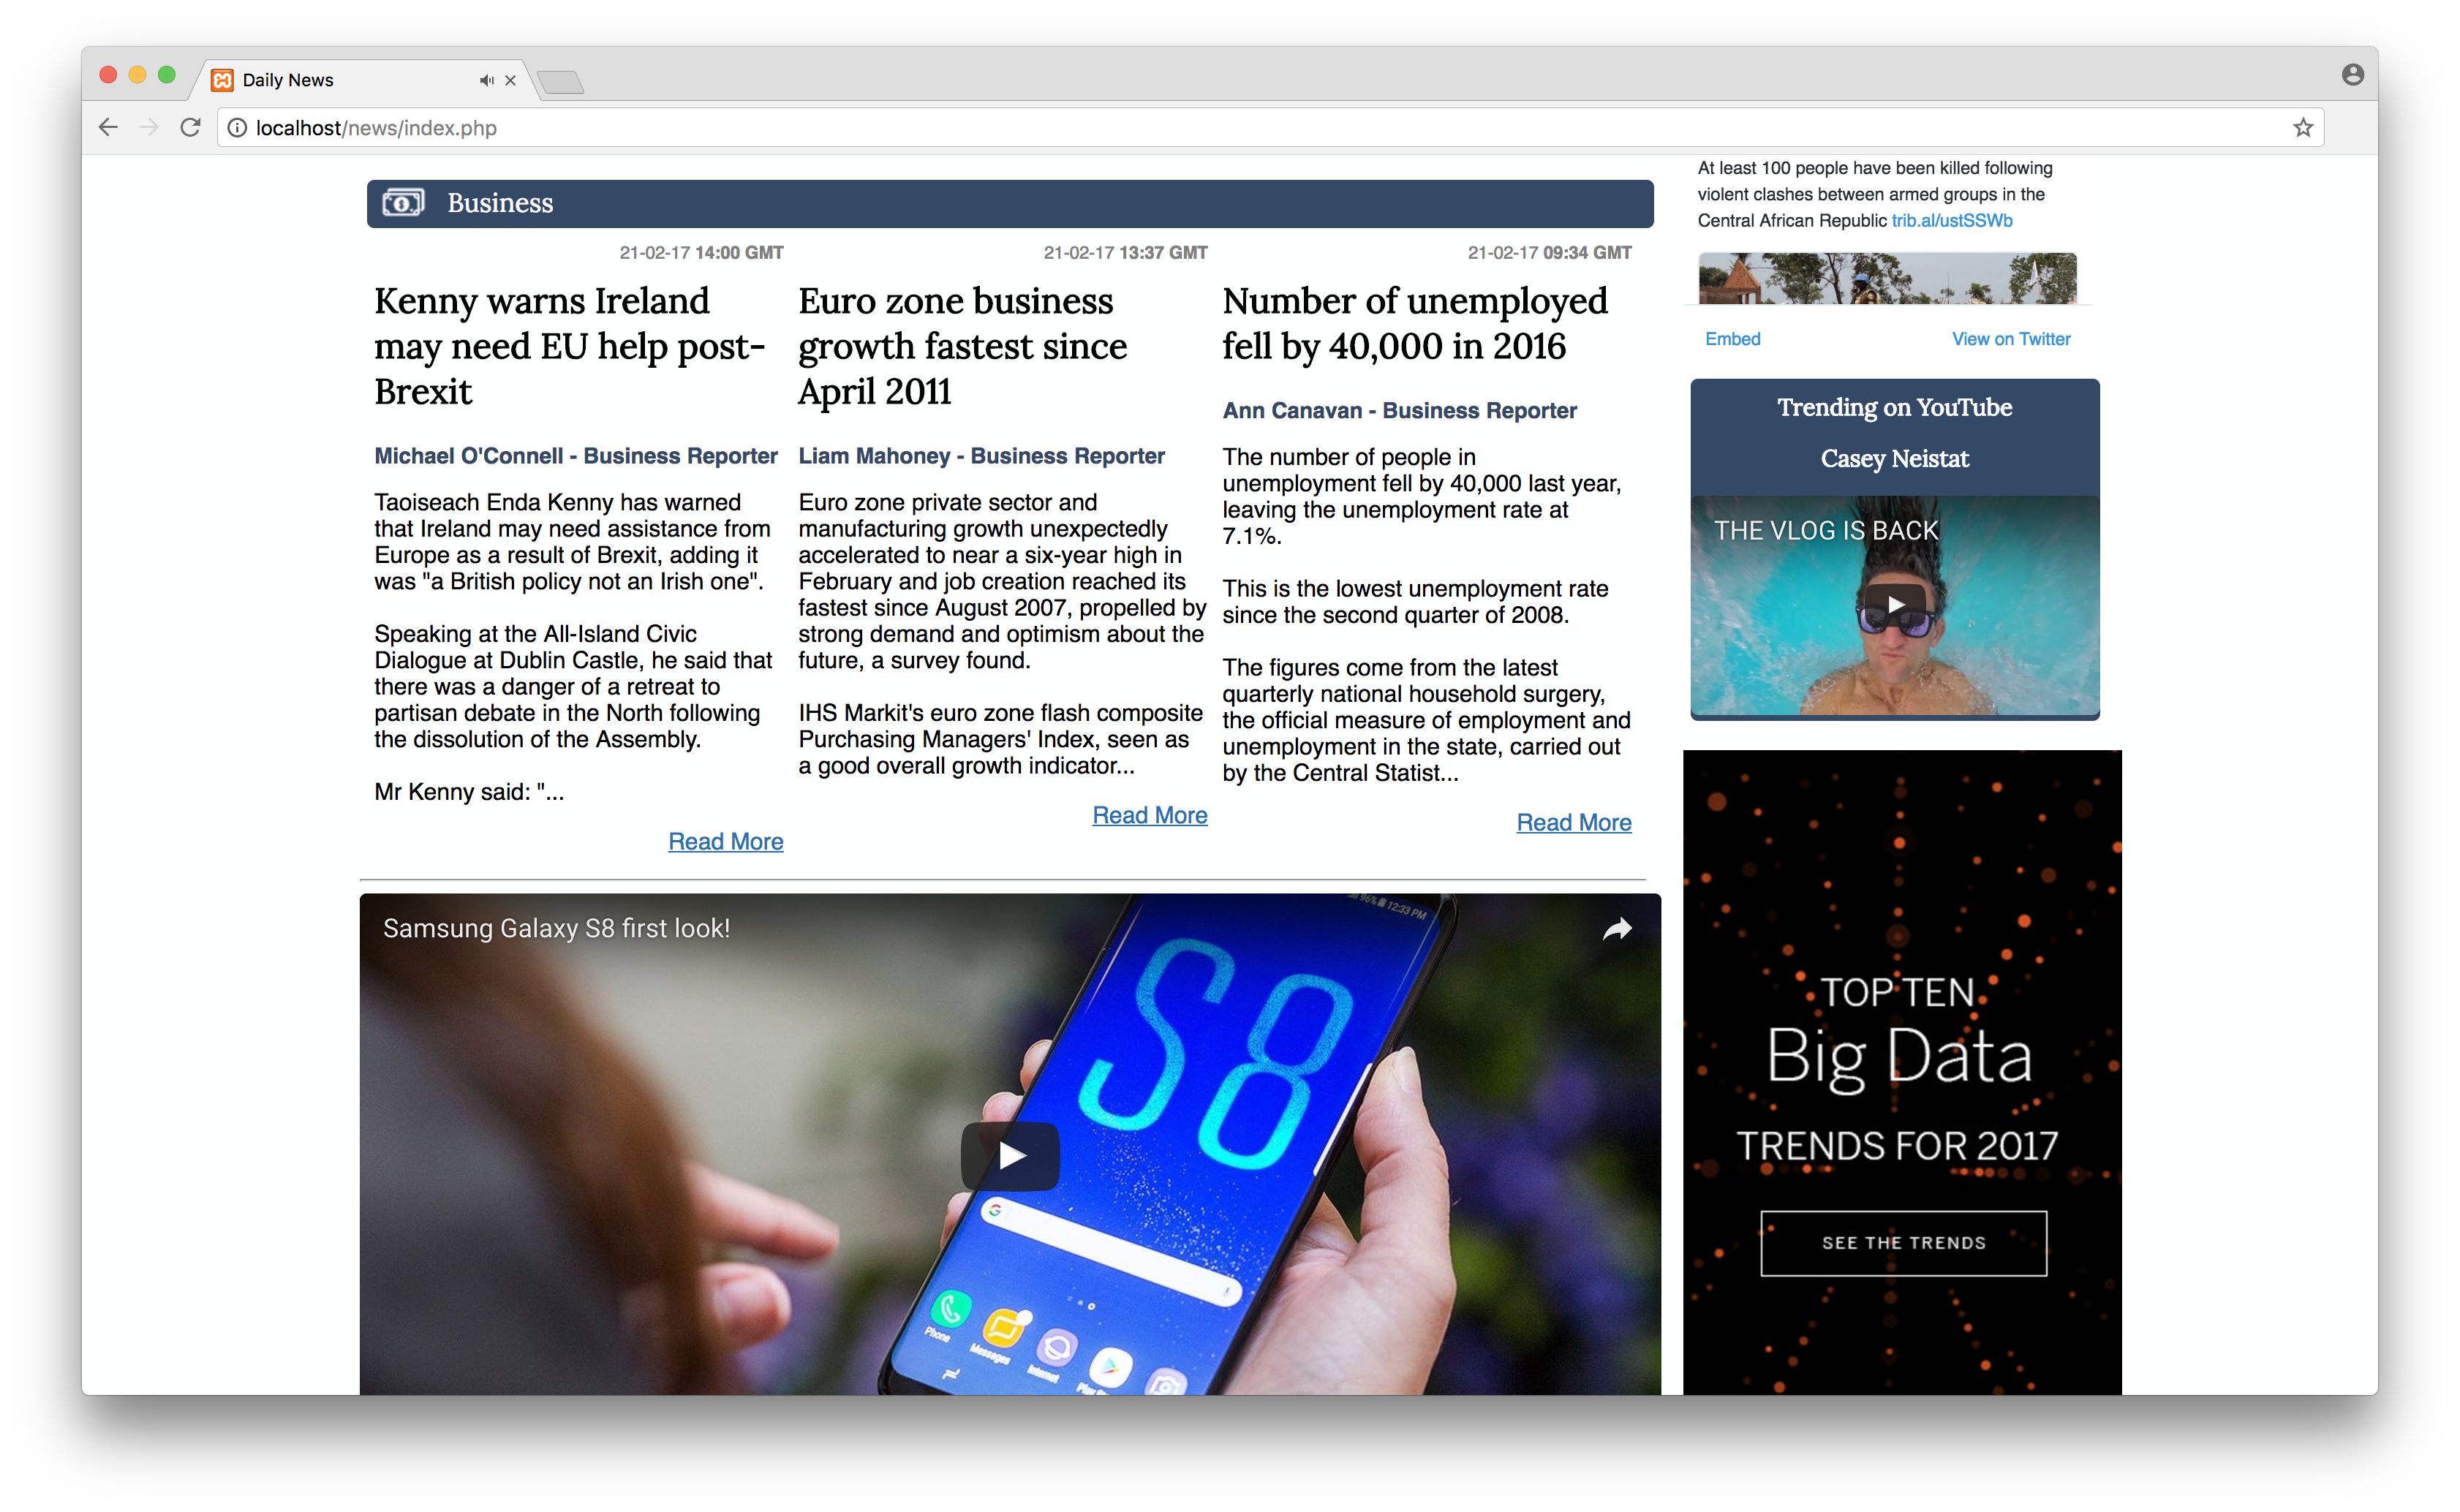 Daily News
localhost/news/index.php
Business
21-02-17 14:00 GMT
Kenny warns Ireland
may need EU help post-
Brexit
Michael O'Connell - Business Reporter
Taoiseach Enda Kenny has warned
that Ireland may need assistance from
Europe as a result of Brexit, adding it
was "a British policy not an Irish one".
Speaking at the All-Island Civic
Dialogue at Dublin Castle, he said that
there was a danger of a retreat to
partisan debate in the North following
the dissolution of the Assembly.
Mr Kenny said: "...
Read More
21-02-17 13:37 GMT
Euro zone business
growth fastest since
April 2011
Liam Mahoney - Business Reporter
Euro zone private sector and
manufacturing growth unexpectedly
accelerated to near a six-year high in
February and job creation reached its
fastest since August 2007, propelled by
strong demand and optimism about the
future, a survey found.
IHS Markit's euro zone flash composite
Purchasing Managers' Index, seen as
a good overall growth indicator...
Read More
21-02-17 09:34 GMT
Number of unemployed
fell by 40,000 in 2016
Ann Canavan - Business Reporter
The number of people in
unemployment fell by 40,000 last year,
leaving the unemployment rate at
7.1%.
This is the lowest unemployment rate
since the second quarter of 2008.
The figures come from the latest
quarterly national household surgery,
the official measure of employment and
unemployment in the state, carried out
by the Central Statist...
Read More
Samsung Galaxy S8 first look!
96% 12:33 PM
S8
G
Phone
Messages
Internet
At least 100 people have been killed following
violent clashes between armed groups in the
Central African Republic trib.al/ustSSWb
Embed
View on Twitter
Trending on YouTube
Casey Neistat
THE VLOG IS BACK
TOP TEN
Big Data
TRENDS FOR 2017
SEE THE TRENDS